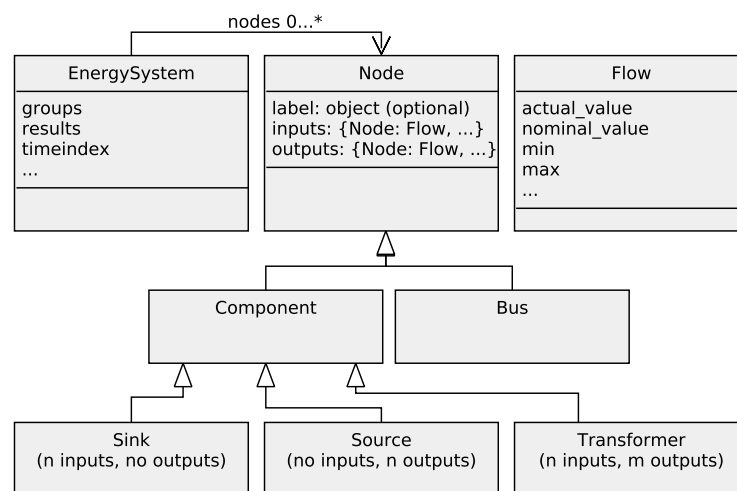 nodes 0...*
EnergySystem
groups
results
timeindex
...
Node
label: object (optional)
inputs: {Node: Flow, ...}
outputs: {Node: Flow, ...}
Flow
actual_value
nominal_value
min
max
...
Component
Bus
Sink
(n inputs, no outputs)
Source
(no inputs, n outputs)
Transformer
(n inputs, m outputs)